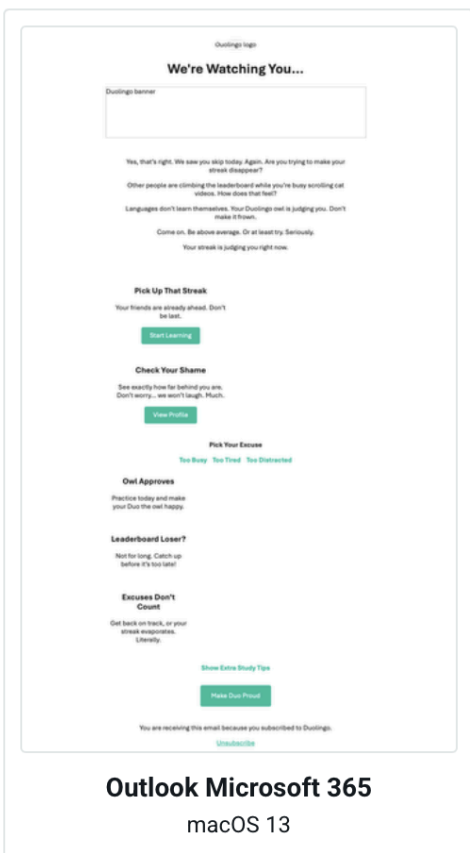 Duolingo logo
We're Watching You...
Duolingo banner
Yes, that's right. We saw you skip today. Again. Are you trying to make your
streak disappear?
Other people are climbing the leaderboard while you're busy scrolling cat
videos. How does that feel?
Languages don't learn themselves. Your Duolingo owl is judging you. Don't
make it frown.
Come on. Be above average. Or at least try. Seriously.
Your streak is judging you right now.
Pick Up That Streak
Your friends are already ahead. Don't
be last.
Start Learning
Check Your Shame
See exactly how far behind you are.
Don't worry... we won't laugh. Much.
View Profile
Pick Your Excuse
Too Busy Too Tired Too Distracted
Owl Approves
Practice today and make
your Duo the owl happy.
Leaderboard Loser?
Not for long. Catch up
before it's too late!
Excuses Don't
Count
Get back on track, or your
streak evaporates.
Literally.
Show Extra Study Tips
Make Duo Proud
You are receiving this email because you subscribed to Duolingo.
Unsubscribe
Outlook Microsoft 365
macOS 13